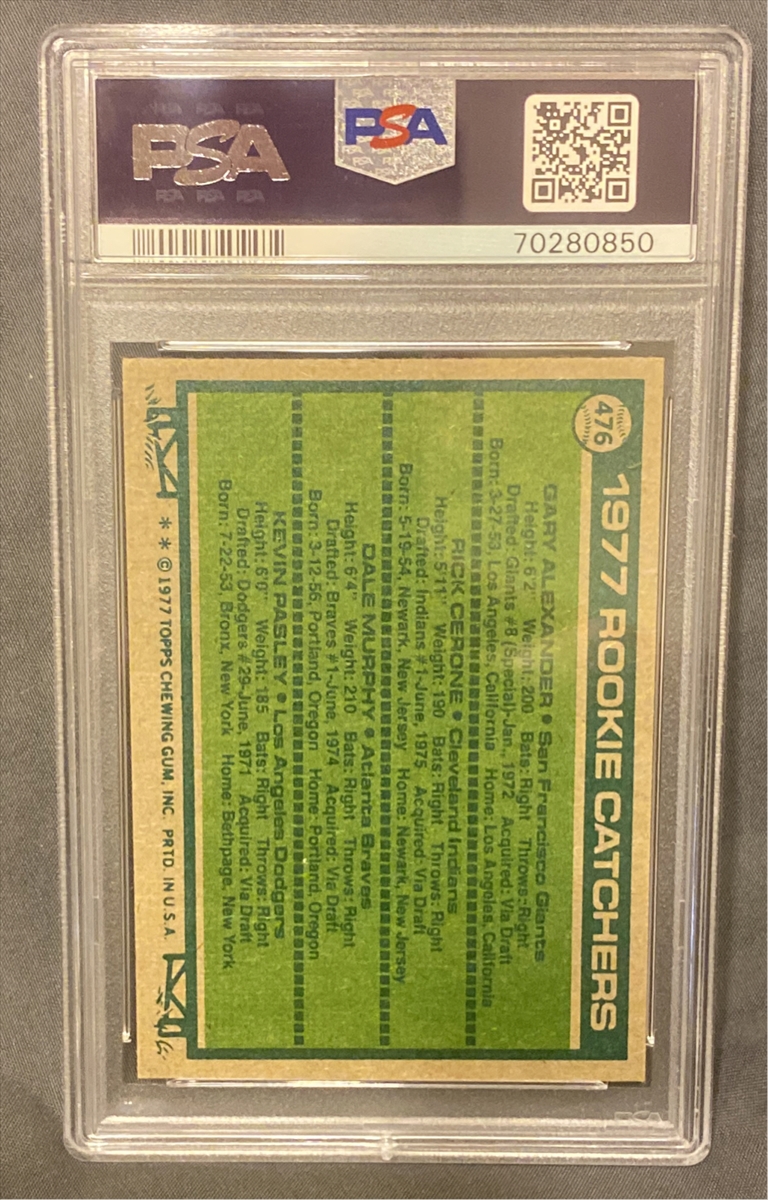 PSA
PSA
70280850
476
1977 ROOKIE CATCHERS
GARY ALEXANDER • San Francisco Giants
Height: 6'2" Weight: 200 Bats: Right Throws: Right
Drafted: Giants #8 (Special)-Jan. 1972 Acquired: Via Draft
Born: 3-27-53, Los Angeles, California Home: Los Angeles, California
RICK CERONE • Cleveland Indians
Height: 5'11" Weight: 190 Bats: Right Throws: Right
Drafted: Indians #1-June, 1975 Acquired: Via Draft
Born: 5-19-54, Newark, New Jersey Home: Newark, New Jersey
DALE MURPHY • Atlanta Braves
Height: 6'4" Weight: 210 Bats: Right Throws: Right
Drafted: Braves #1-June, 1974 Acquired: Via Draft
Born: 3-12-56, Portland, Oregon Home: Portland, Oregon
KEVIN PASLEY • Los Angeles Dodgers
Height: 6'0" Weight: 185 Bats: Right Throws: Right
Drafted: Dodgers #29-June, 1971 Acquired: Via Draft
Born: 7-22-53, Bronx, New York Home: Bethpage, New York
* * © 1977 TOPPS CHEWING GUM, INC. PRTD. IN U.S.A.
PSA